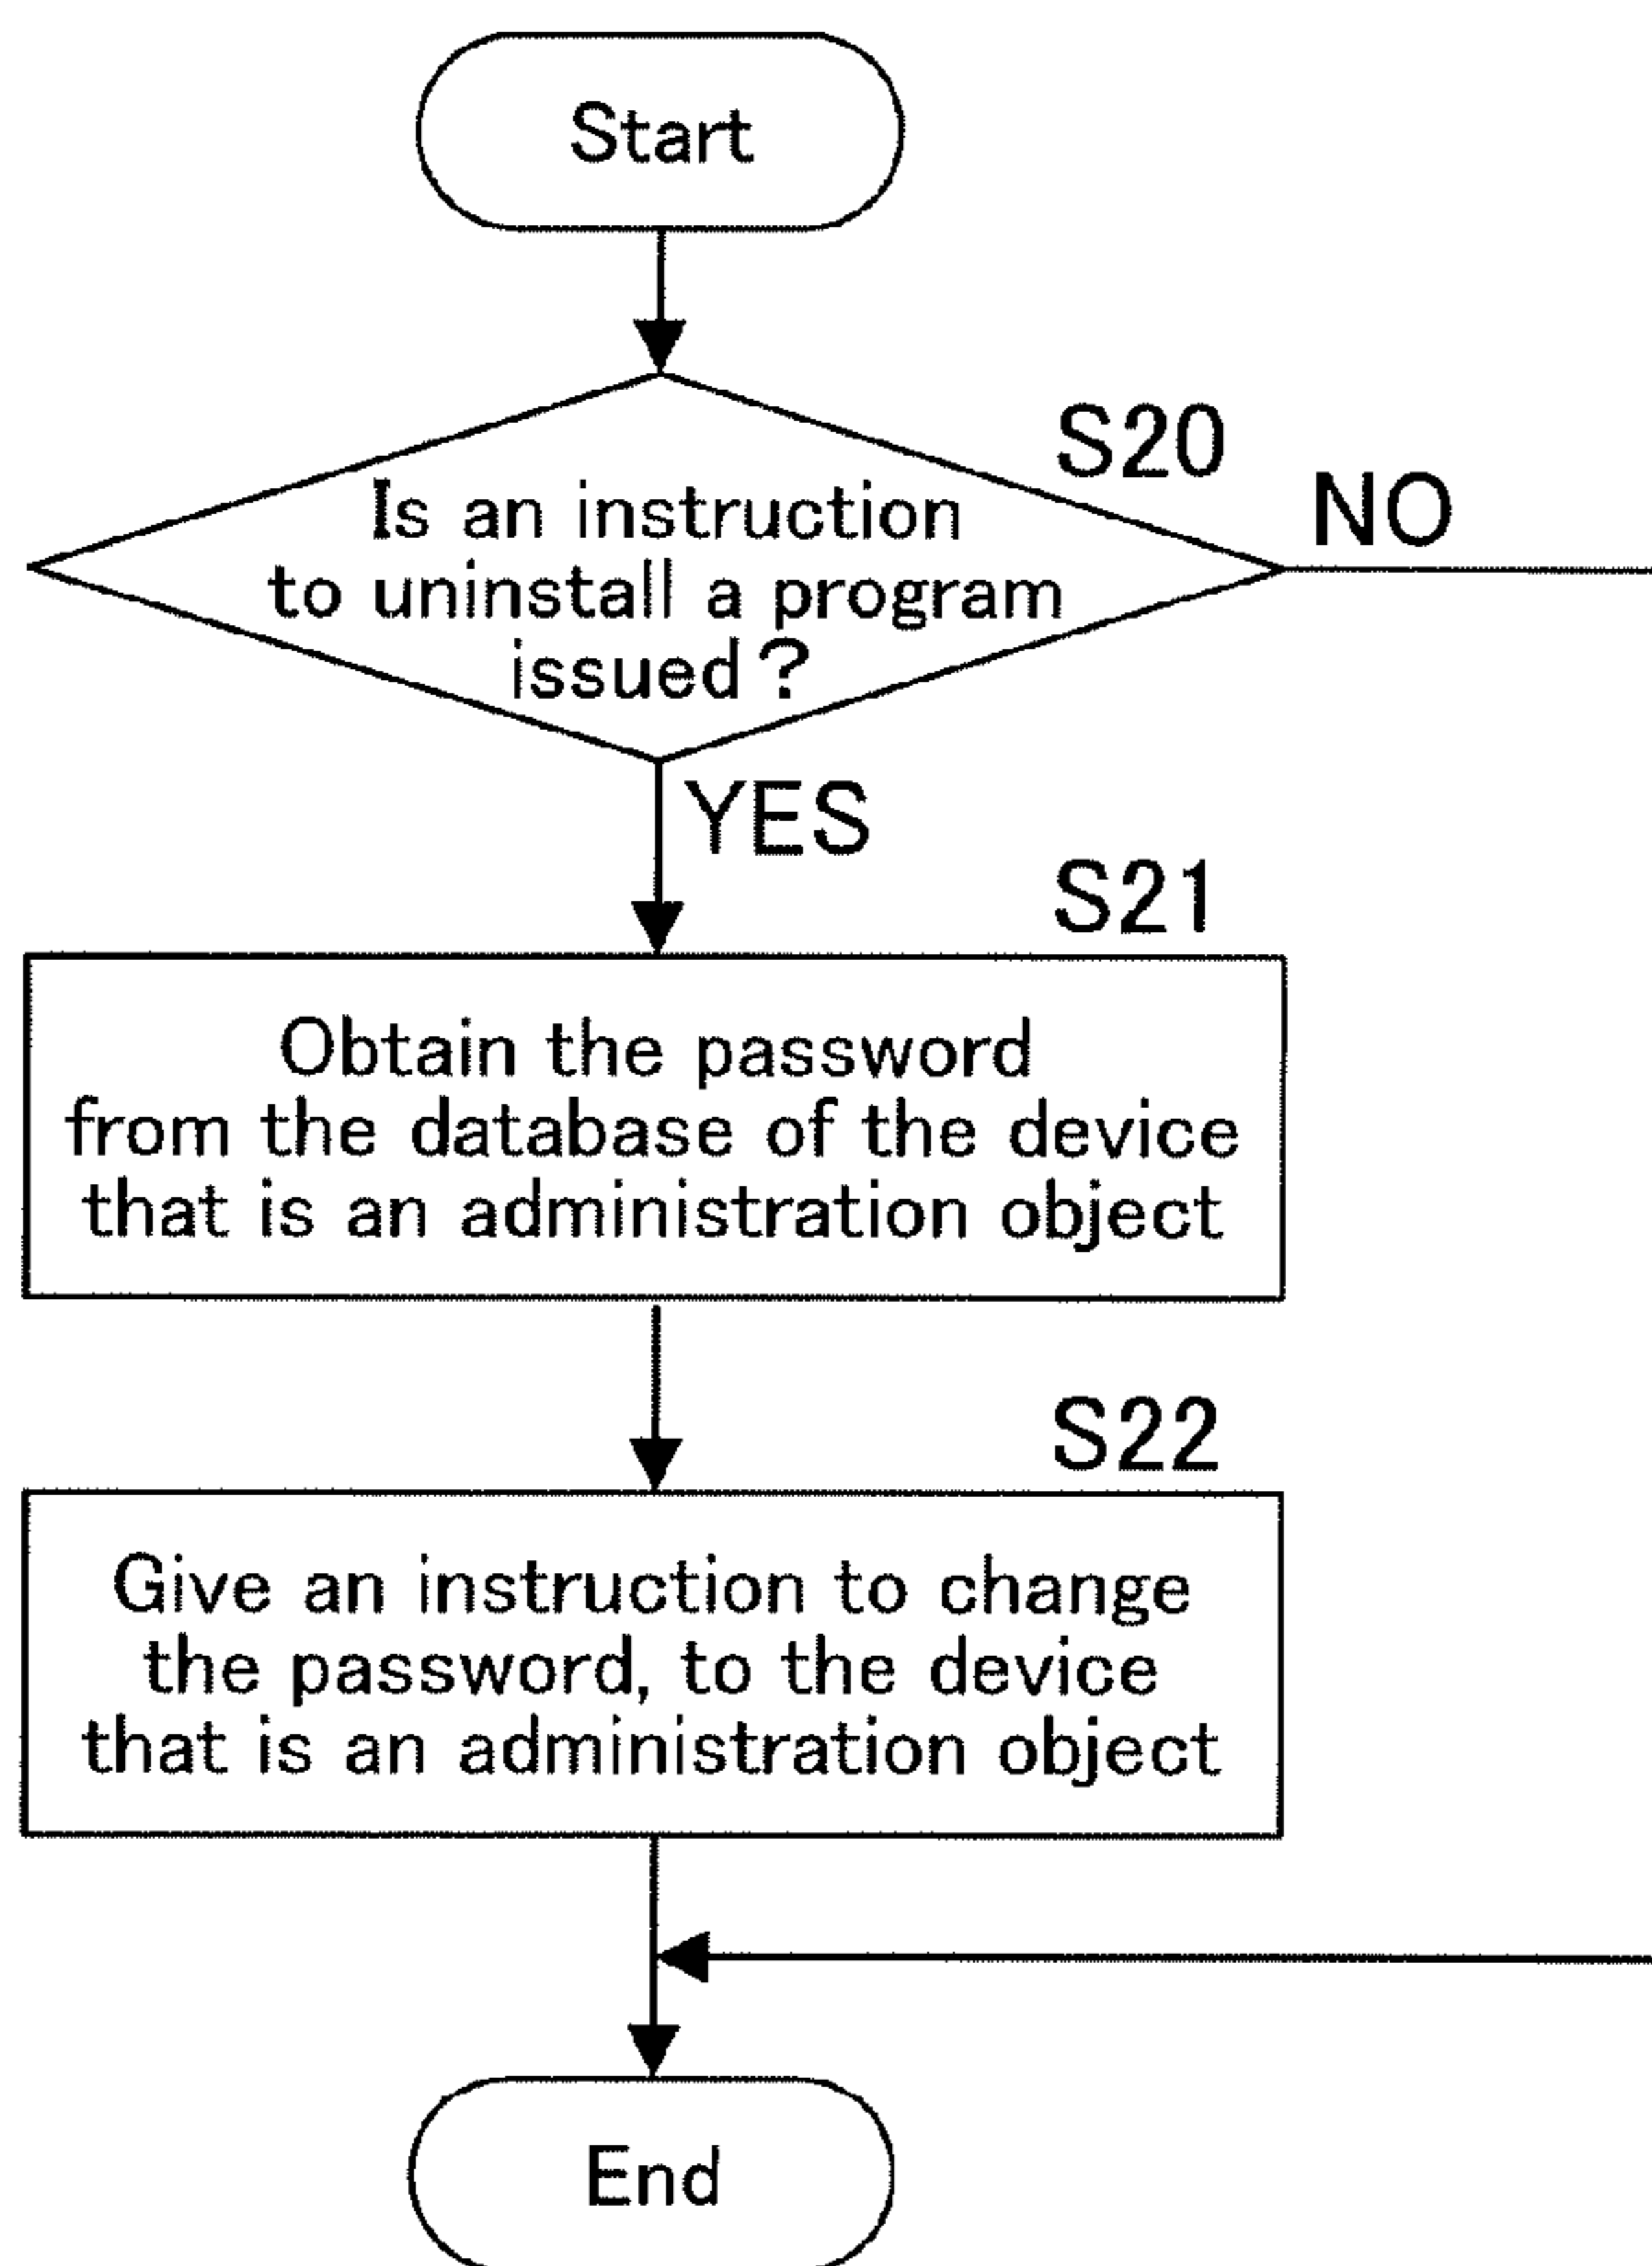 Start
S20
Is an instruction
to uninstall a program
issued?
NO
YES
S21
Obtain the password
from the database of the device
that is an administration object
S22
Give an instruction to change
the password, to the device
that is an administration object
End